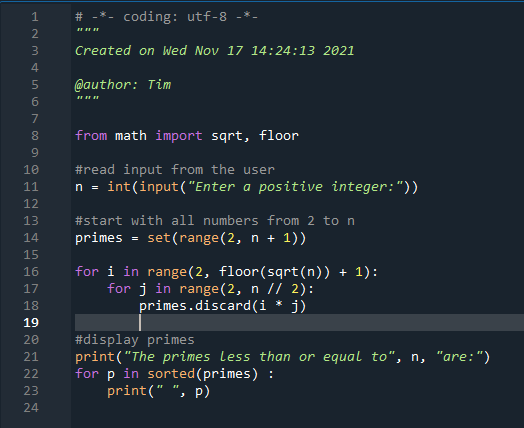 1 # -*- coding: utf-8 -*-
2 """
3 Created on Wed Nov 17 14:24:13 2021
4
5 @author: Tim
6 """
7
8 from math import sqrt, floor
9
10 #read input from the user
11 n = int(input("Enter a positive integer:"))
12
13 #start with all numbers from 2 to n
14 primes = set(range(2, n + 1))
15
16 for i in range(2, floor(sqrt(n)) + 1):
17     for j in range(2, n // 2):
18         primes.discard(i * j)
19
20 #display primes
21 print("The primes less than or equal to", n, "are:")
22 for p in sorted(primes) :
23     print(" ", p)
24